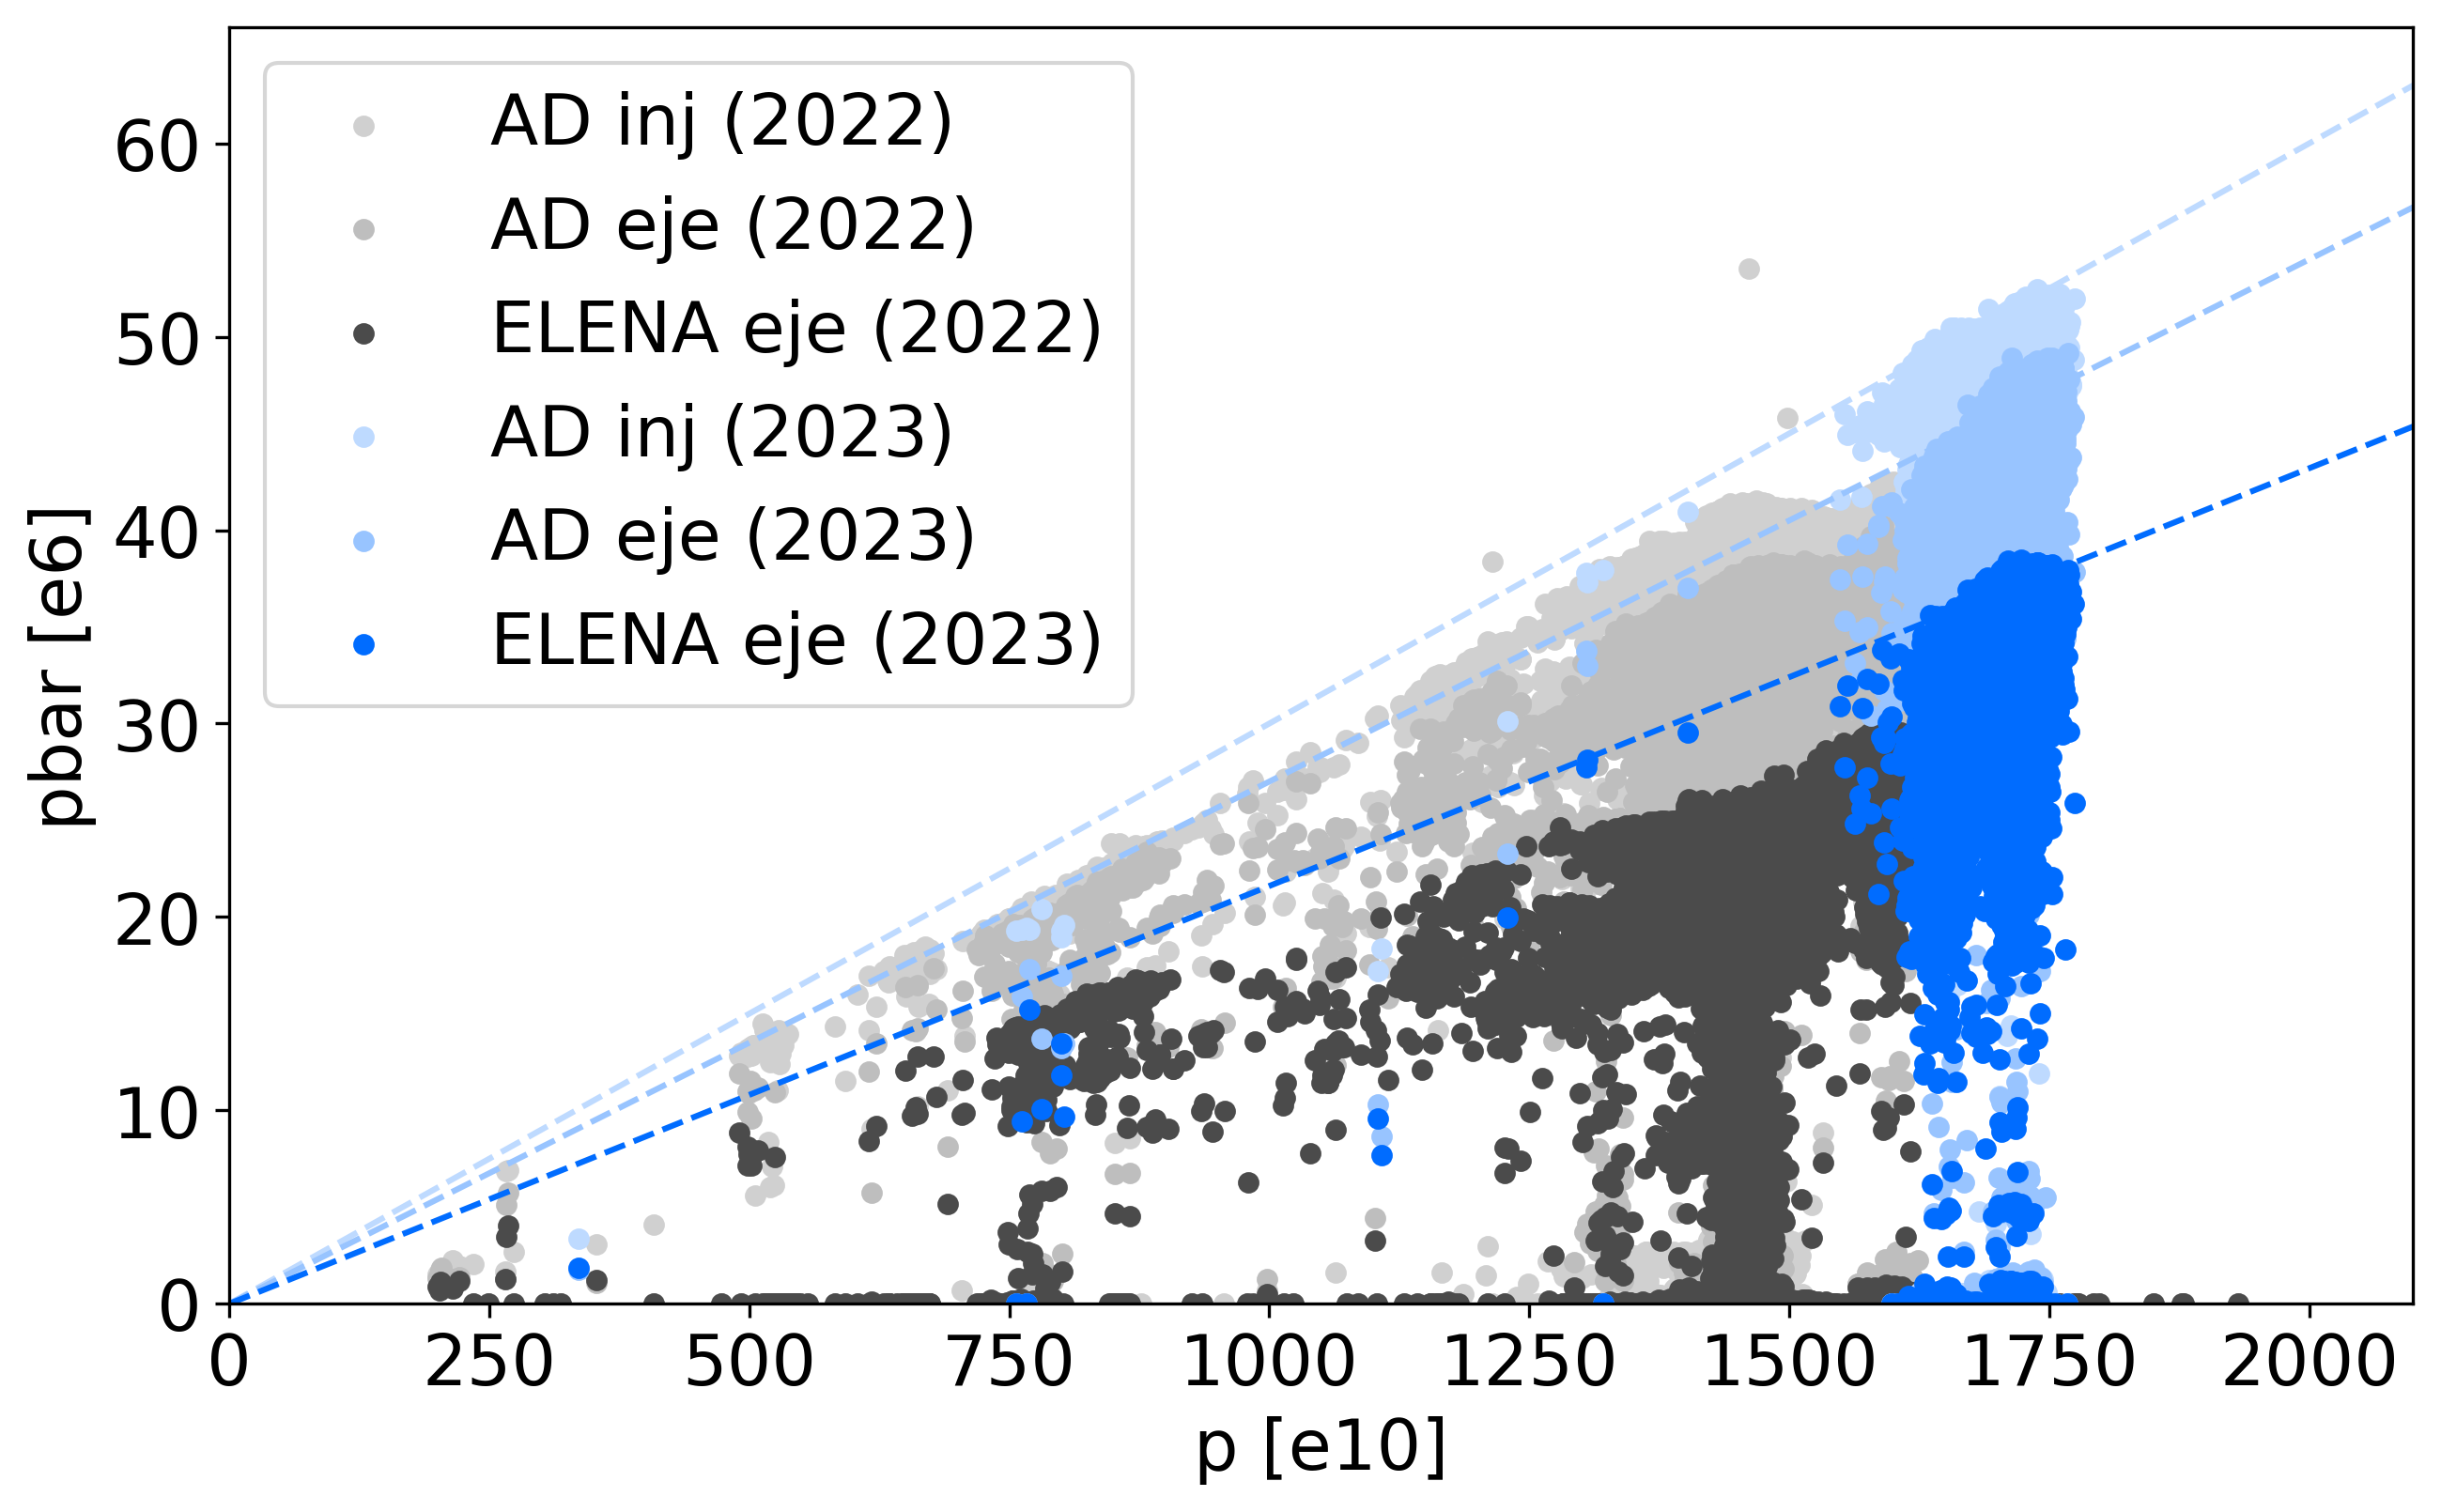 AD inj (2022)
AD eje (2022)
ELENA eje (2022)
AD inj (2023)
AD eje (2023)
ELENA eje (2023)
pbar [e6]
60
50
40
30
20
10
0
0 250 500 750 1000 1250 1500 1750 2000
p [e10]